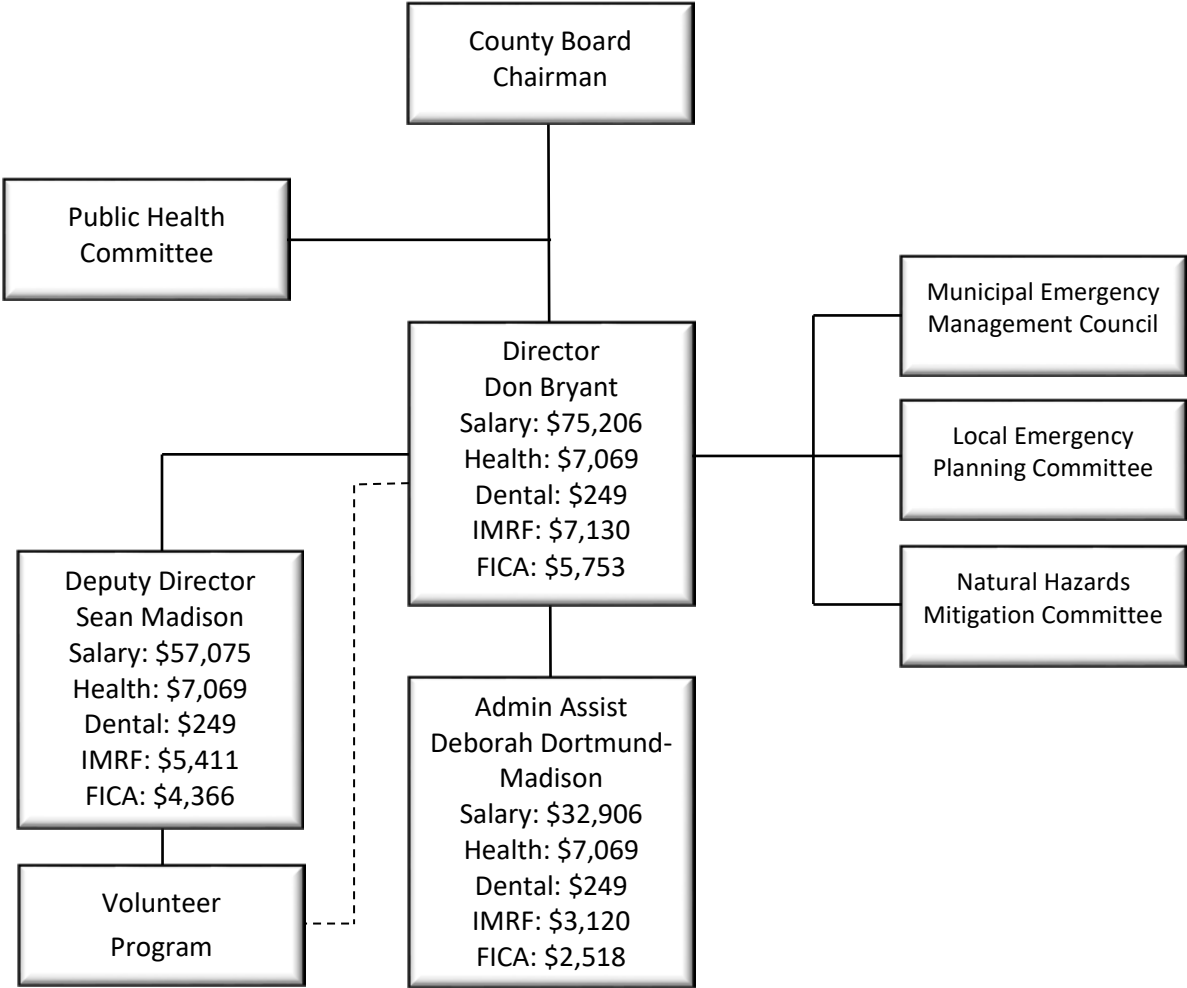 County Board
Chairman
Public Health
Committee
Municipal Emergency
Management Council
Director
Don Bryant
Salary: $75,206
Health: $7,069
Dental: $249
IMRF: $7,130
FICA: $5,753
Local Emergency
Planning Committee
Natural Hazards
Mitigation Committee
Deputy Director
Sean Madison
Salary: $57,075
Health: $7,069
Dental: $249
IMRF: $5,411
FICA: $4,366
Admin Assist
Deborah Dortmund-
Madison
Salary: $32,906
Health: $7,069
Dental: $249
IMRF: $3,120
FICA: $2,518
Volunteer
Program